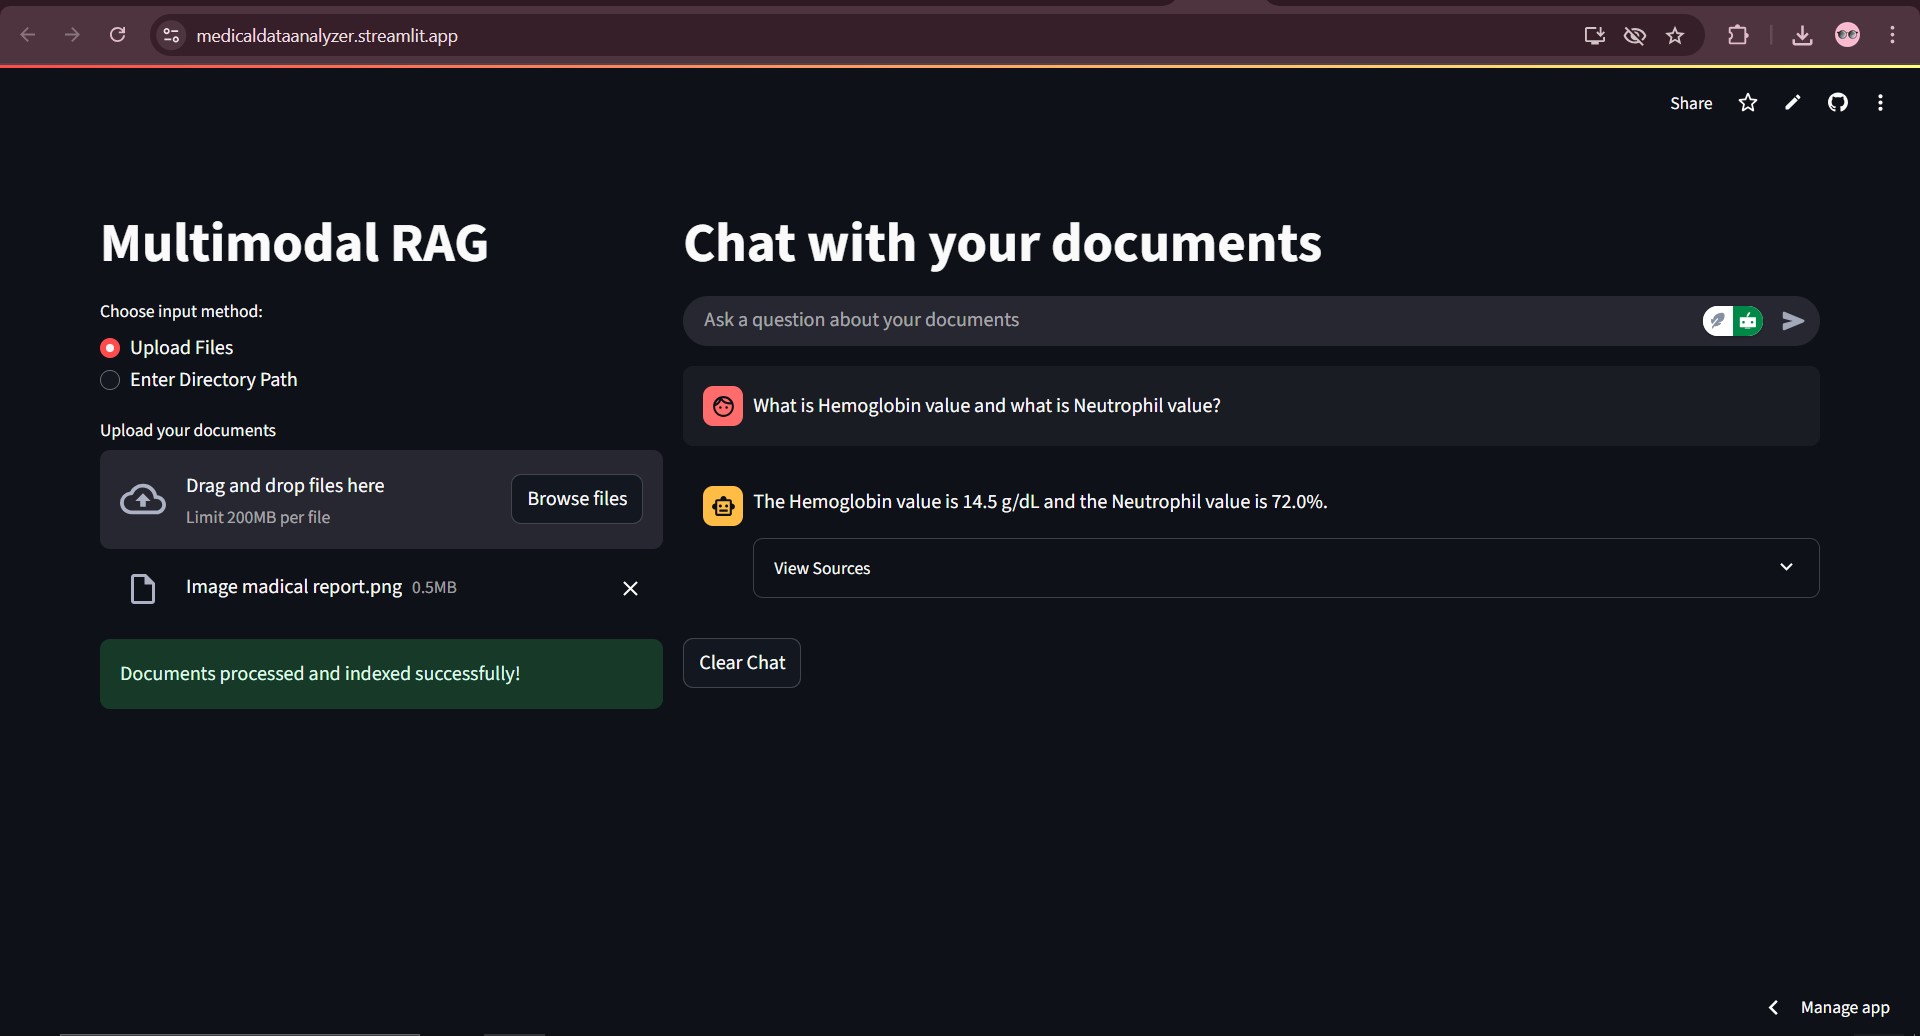 medicaldataanalyzer.streamlit.app
Share
Multimodal RAG
Choose input method:
Upload Files
Enter Directory Path
Upload your documents
Drag and drop files here
Limit 200MB per file
Browse files
Image madical report.png 0.5MB
Documents processed and indexed successfully!
Chat with your documents
Ask a question about your documents
What is Hemoglobin value and what is Neutrophil value?
The Hemoglobin value is 14.5 g/dL and the Neutrophil value is 72.0%.
View Sources
Clear Chat
Manage app